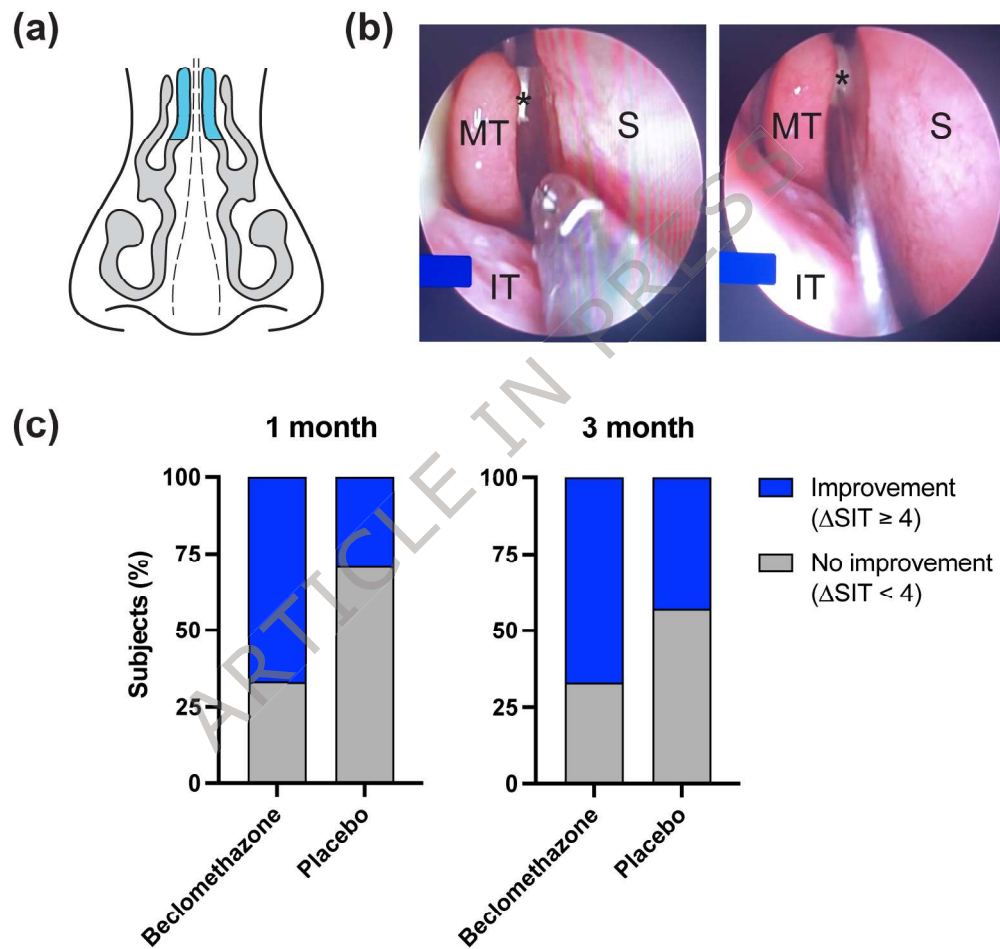 (a)
(b)
*
MT
S
IT
*
MT
S
IT
ARTICLE IN PRESS
(c)
1 month
3 month
Subjects (%)
100
75
50
25
0
Beclomethazone
Placebo
100
75
50
25
0
Beclomethazone
Placebo
Improvement
(ΔSIT ≥ 4)
No improvement
(ΔSIT < 4)